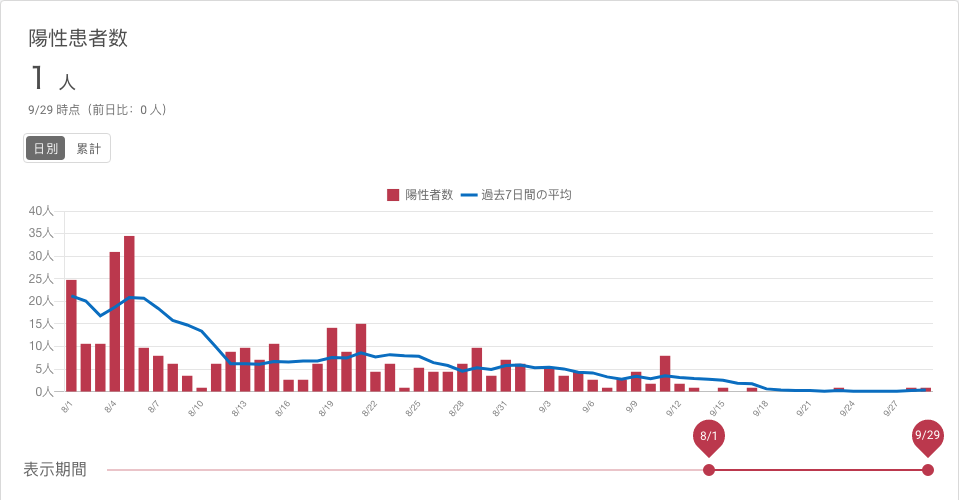 陽性患者数
1 人
9/29 時点（前日比：0 人）
日別 累計
陽性者数 過去7日間の平均
40人
35人
30人
25人
20人
15人
10人
5人
0人
8/1 8/4 8/7 8/10 8/13 8/16 8/19 8/22 8/25 8/28 8/31 9/3 9/6 9/9 9/12 9/15 9/18 9/21 9/24 9/27
8/1 9/29
表示期間